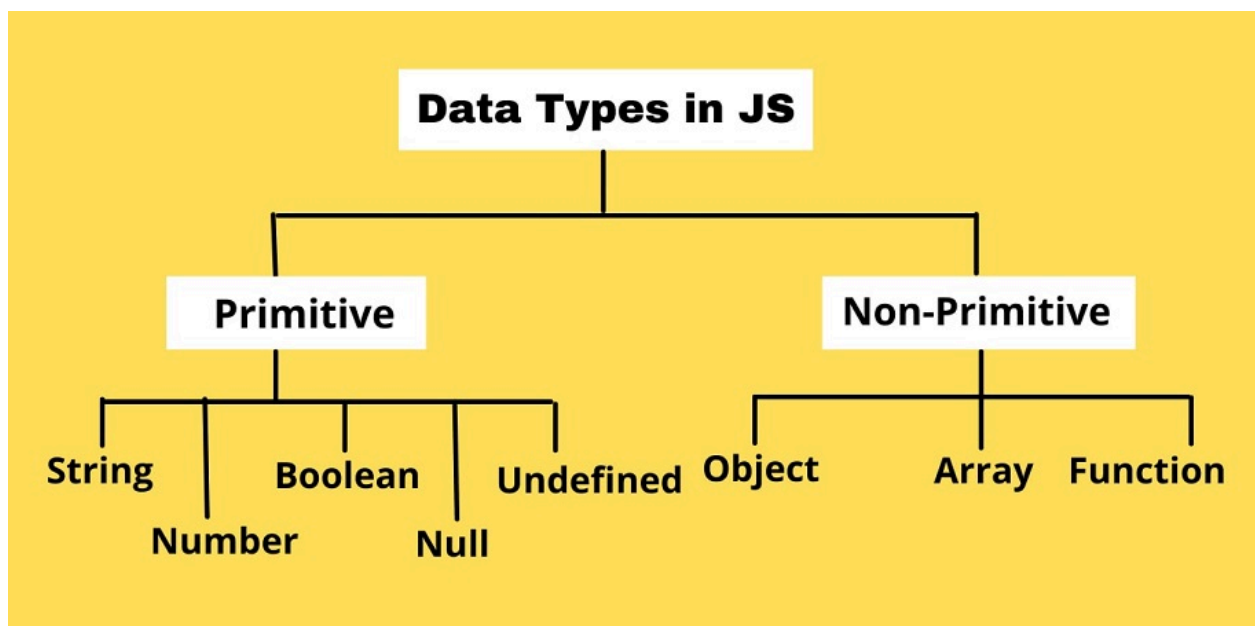 Data Types in JS
Primitive
Non-Primitive
String
Number
Boolean
Null
Undefined
Object
Array
Function